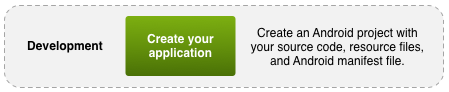 Development
Create your
application
Create an Android project with
your source code, resource files,
and Android manifest file.